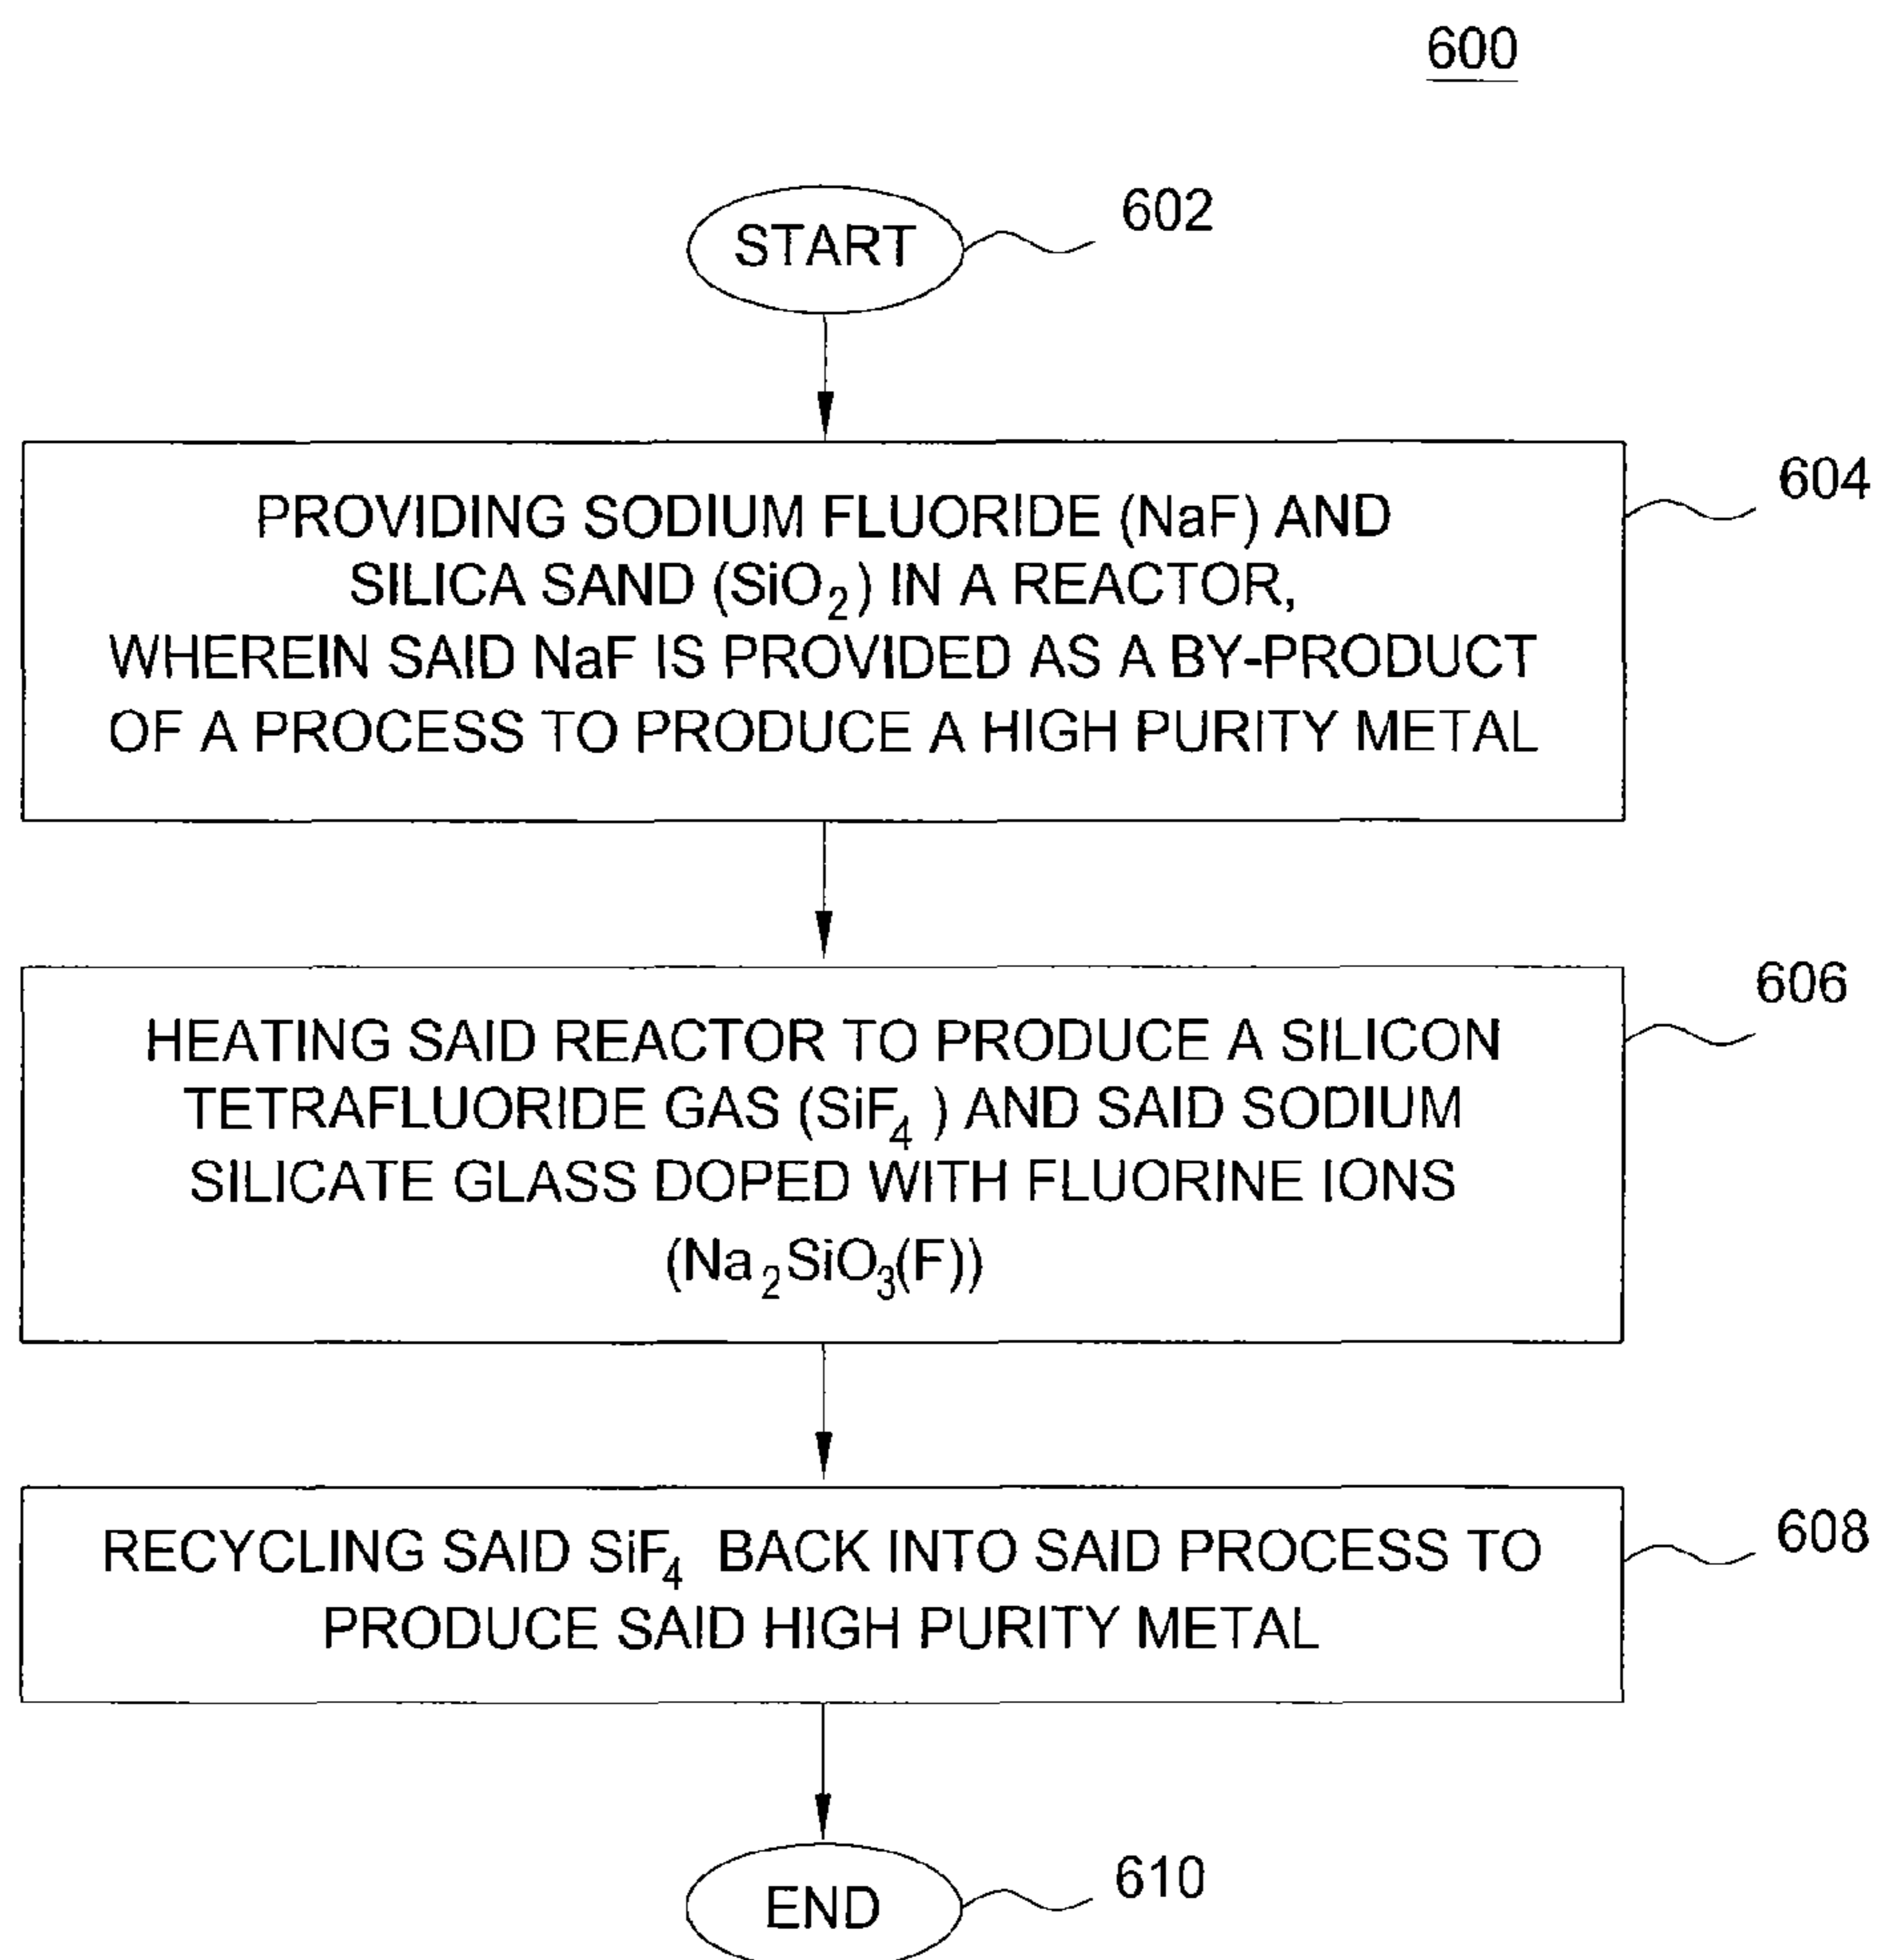 600
START
602
PROVIDING SODIUM FLUORIDE (NaF) AND
SILICA SAND (SiO₂) IN A REACTOR,
WHEREIN SAID NaF IS PROVIDED AS A BY-PRODUCT
OF A PROCESS TO PRODUCE A HIGH PURITY METAL
604
HEATING SAID REACTOR TO PRODUCE A SILICON
TETRAFLUORIDE GAS (SiF₄ ) AND SAID SODIUM
SILICATE GLASS DOPED WITH FLUORINE IONS
(Na₂SiO₃(F))
606
RECYCLING SAID SiF₄ BACK INTO SAID PROCESS TO
PRODUCE SAID HIGH PURITY METAL
608
END
610